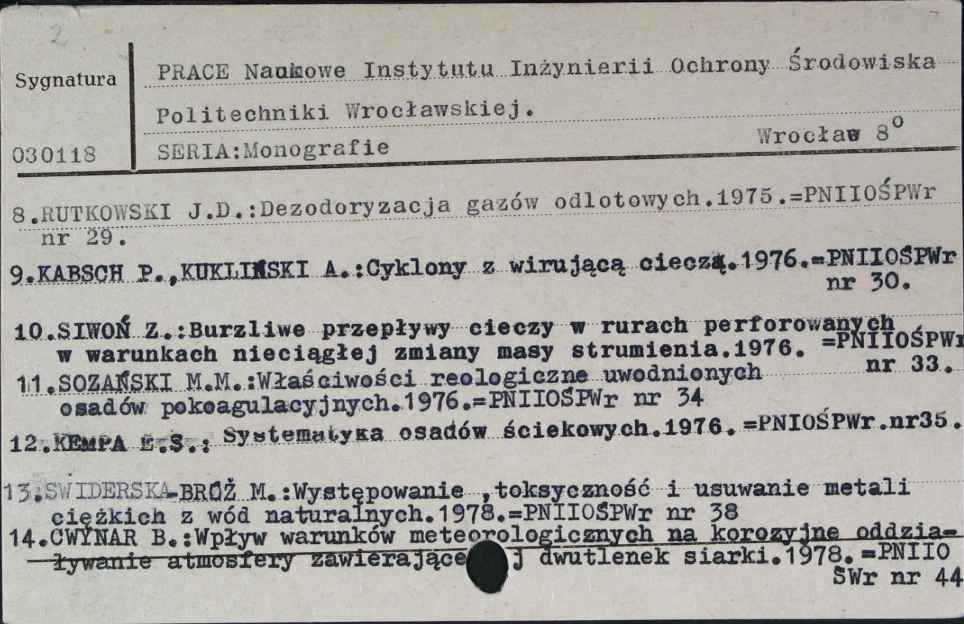 2
Sygnatura
PRACE Naukowe Instytutu Inżynierii Ochrony Środowiska
Politechniki Wrocławskiej.
030118
SERIA:Monografie
Wrocław 8º
8.RUTKOWSKI J.D.:Dezodoryzacja gazów odlotowych.1975.=PNIIOŚPWr
nr 29.
9.KABSCH P.,KUKLIŃSKI A.:Cyklony z wirującą cieczą.1976.=PNIIOŚPWr
nr 30.
10.SIWOŃ Z.:Burzliwe przepływy cieczy w rurach perforowanych
w warunkach nieciągłej zmiany masy strumienia.1976. =PNIIOŚPWr
nr 33.
11.SOZAŃSKI M.M.:Właściwości reologiczne uwodnionych
osadów pokoagulacyjnych.1976.=PNIIOŚPWr nr 34
12.KEMPA E.S.: Systematyka osadów ściekowych.1976.=PNIOŚPWr.nr35.
13.SWIDERSKA-BRÓŻ M.:Występowanie ,toksyczność i usuwanie metali
ciężkich z wód naturalnych.1978.=PNIIOŚPWr nr 38
14.CWYNAR B.:Wpływ warunków meteorologicznych na korozyjne oddzia-
ływanie atmosfery zawierające j dwutlenek siarki.1978.=PNIIO
SWr nr 44